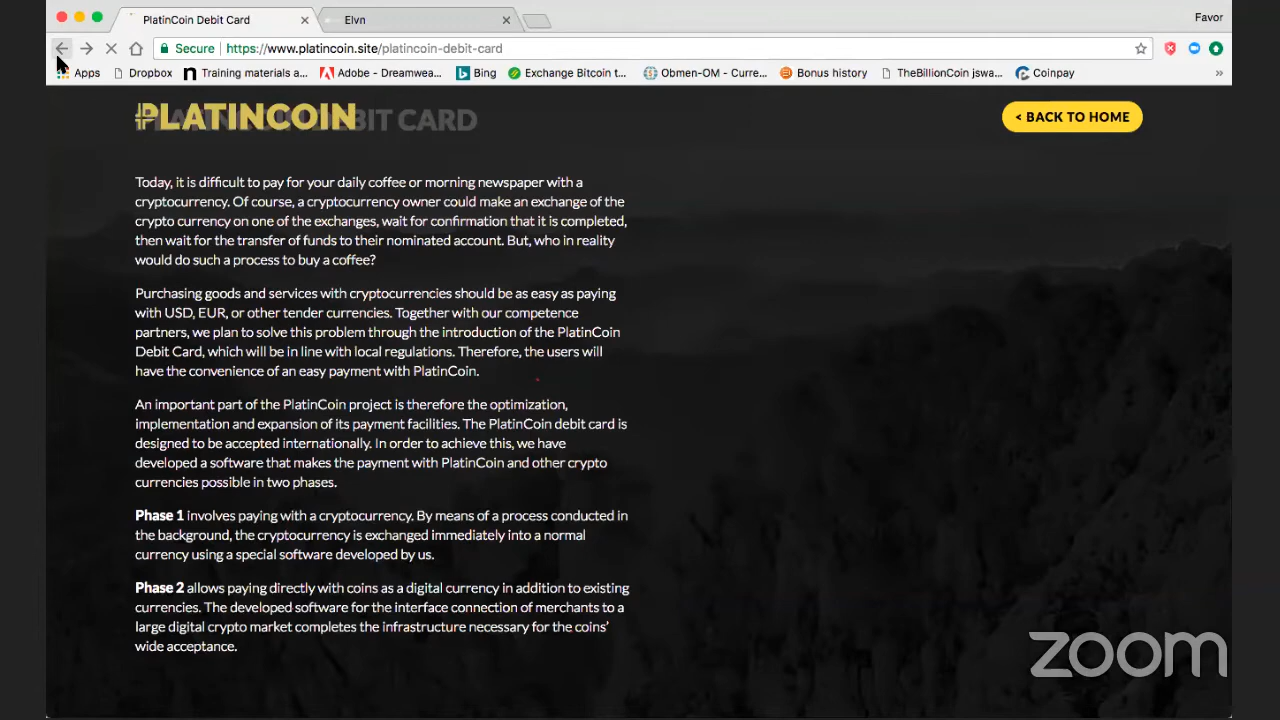 PlatinCoin Debit Card
Elvn
Favor
Secure https://www.platincoin.site/platincoin-debit-card
Apps Dropbox Training materials a... Adobe - Dreamwea... Bing Exchange Bitcoin t... Obmen-OM - Curre... Bonus history TheBillionCoin jswa... Coinpay »
PLATINCOIN
DEBIT CARD
< BACK TO HOME
Today, it is difficult to pay for your daily coffee or morning newspaper with a
cryptocurrency. Of course, a cryptocurrency owner could make an exchange of the
crypto currency on one of the exchanges, wait for confirmation that it is completed,
then wait for the transfer of funds to their nominated account. But, who in reality
would do such a process to buy a coffee?
Purchasing goods and services with cryptocurrencies should be as easy as paying
with USD, EUR, or other tender currencies. Together with our competence
partners, we plan to solve this problem through the introduction of the PlatinCoin
Debit Card, which will be in line with local regulations. Therefore, the users will
have the convenience of an easy payment with PlatinCoin.
An important part of the PlatinCoin project is therefore the optimization,
implementation and expansion of its payment facilities. The PlatinCoin debit card is
designed to be accepted internationally. In order to achieve this, we have
developed a software that makes the payment with PlatinCoin and other crypto
currencies possible in two phases.
Phase 1 involves paying with a cryptocurrency. By means of a process conducted in
the background, the cryptocurrency is exchanged immediately into a normal
currency using a special software developed by us.
Phase 2 allows paying directly with coins as a digital currency in addition to existing
currencies. The developed software for the interface connection of merchants to a
large digital crypto market completes the infrastructure necessary for the coins'
wide acceptance.
zoom